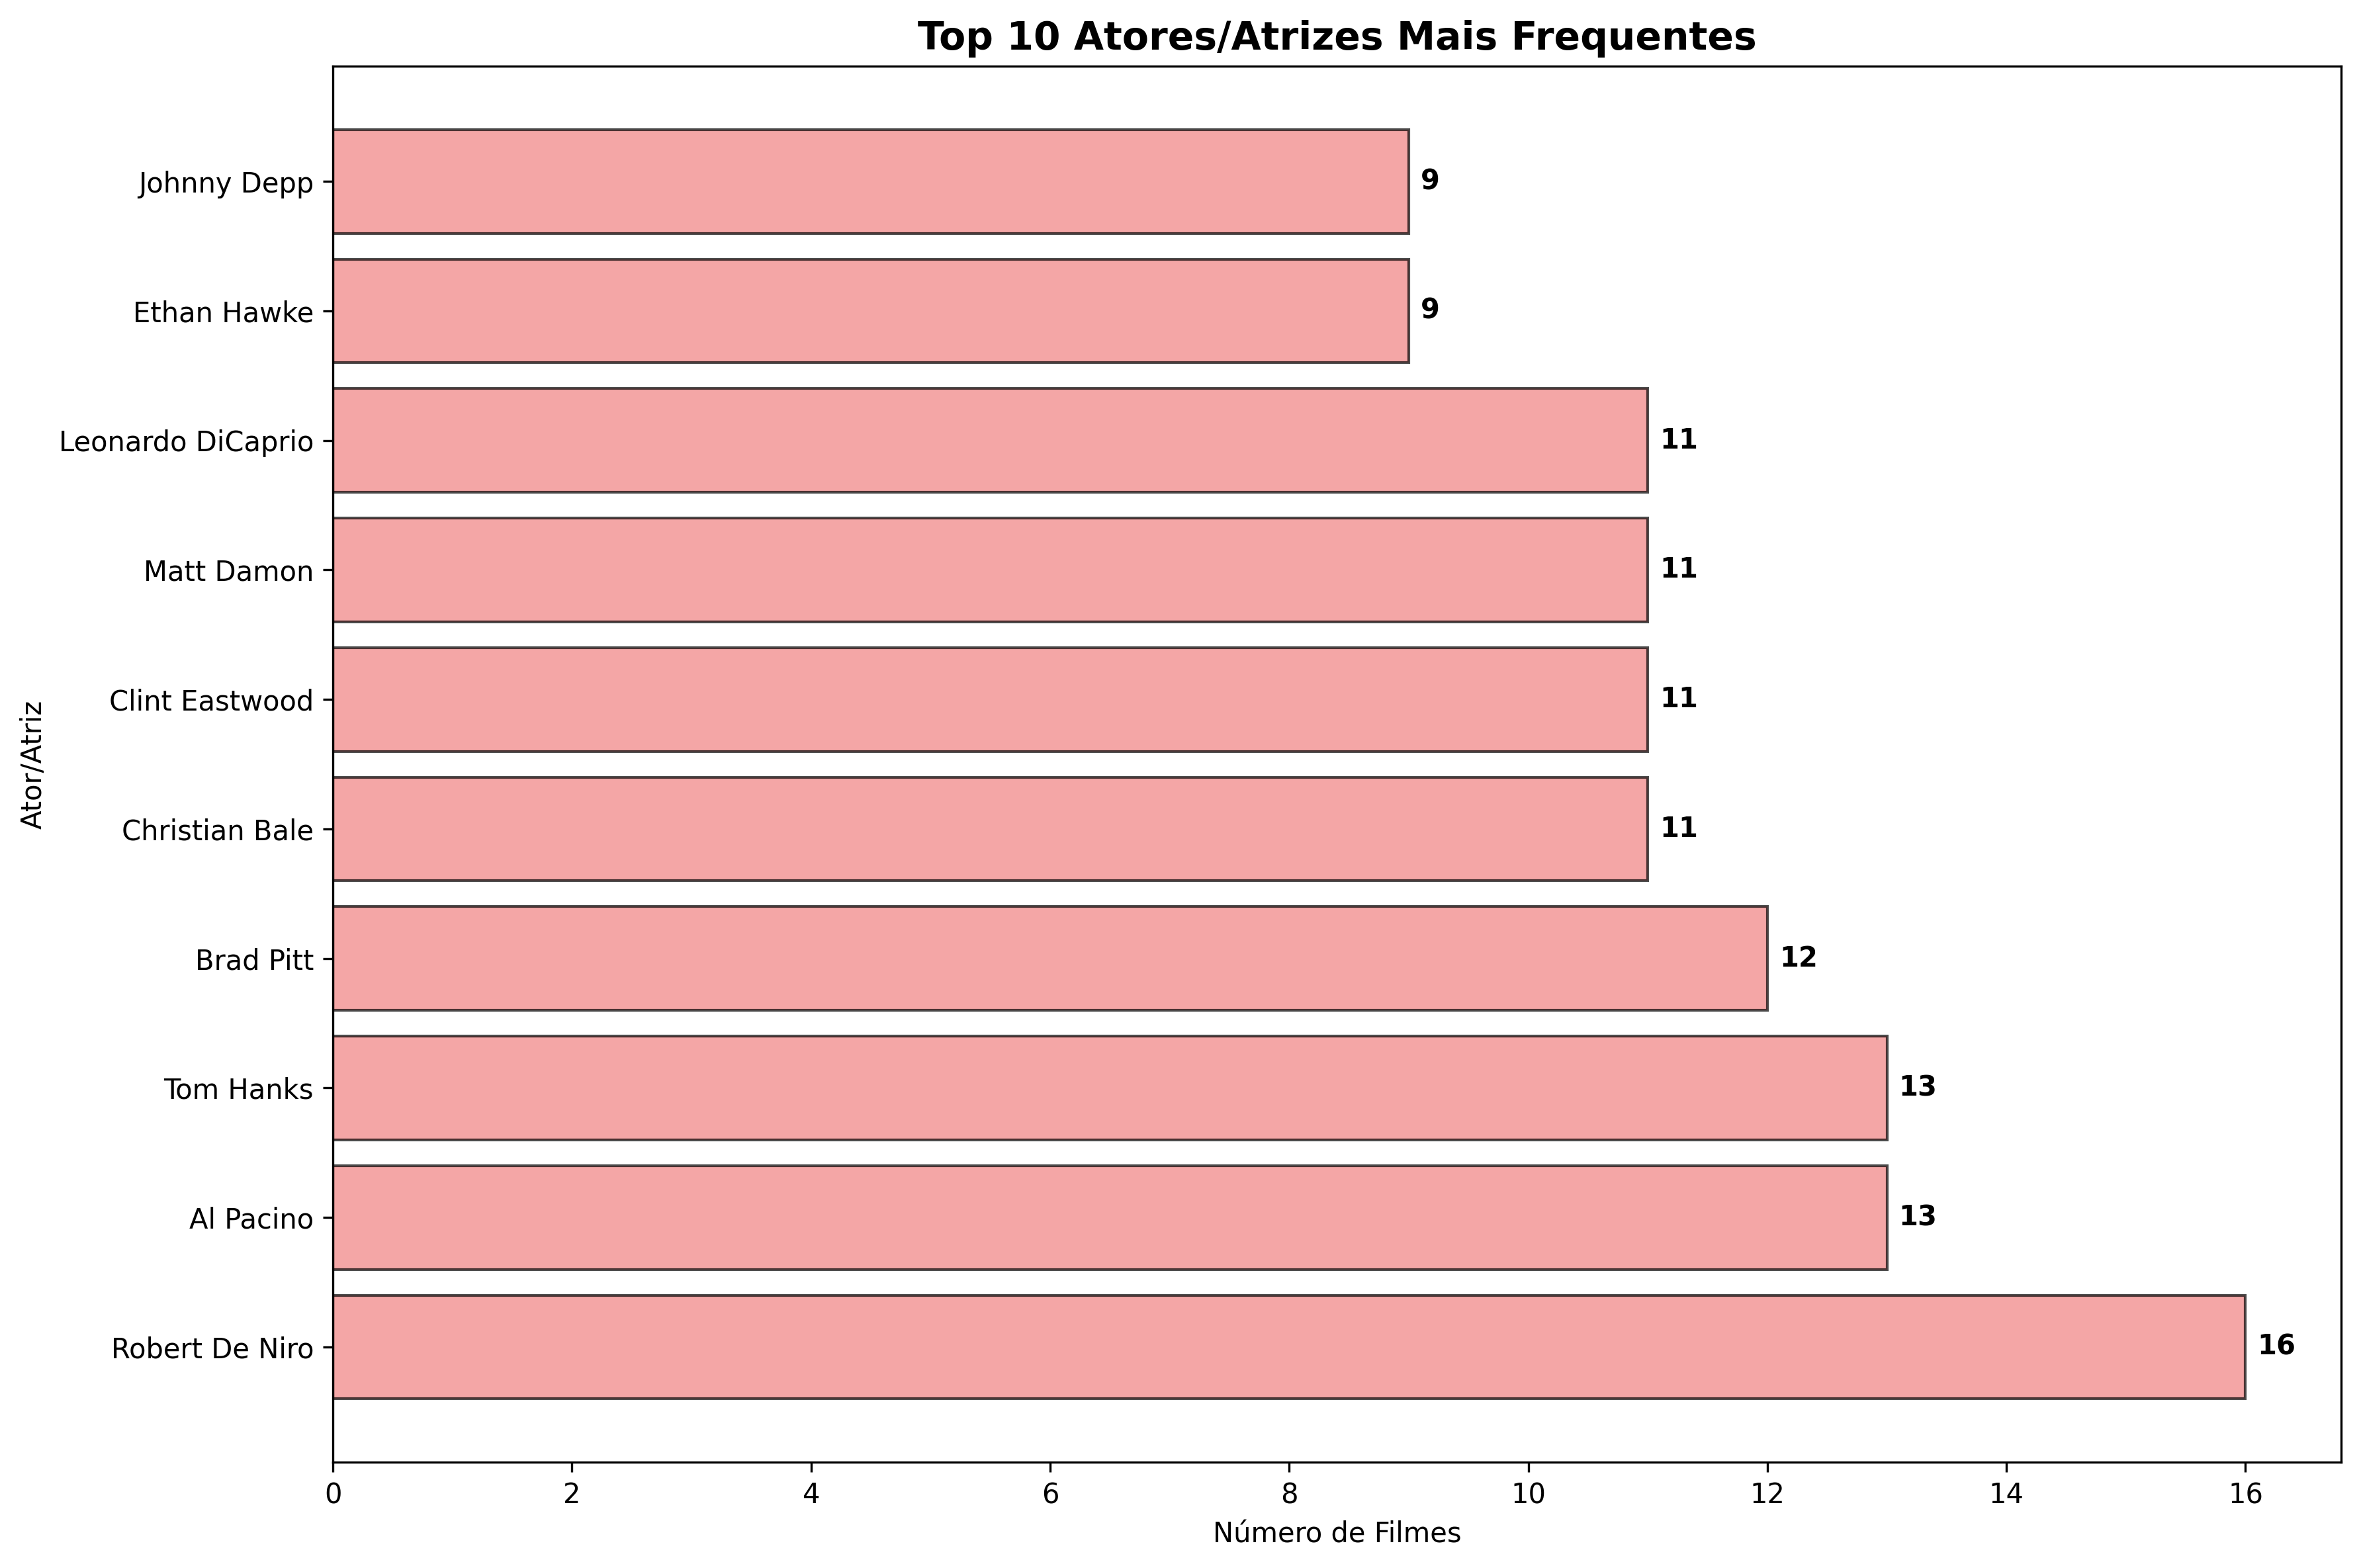 Top 10 Atores/Atrizes Mais Frequentes
Ator/Atriz
Johnny Depp 9
Ethan Hawke 9
Leonardo DiCaprio 11
Matt Damon 11
Clint Eastwood 11
Christian Bale 11
Brad Pitt 12
Tom Hanks 13
Al Pacino 13
Robert De Niro 16
0 2 4 6 8 10 12 14 16
Número de Filmes